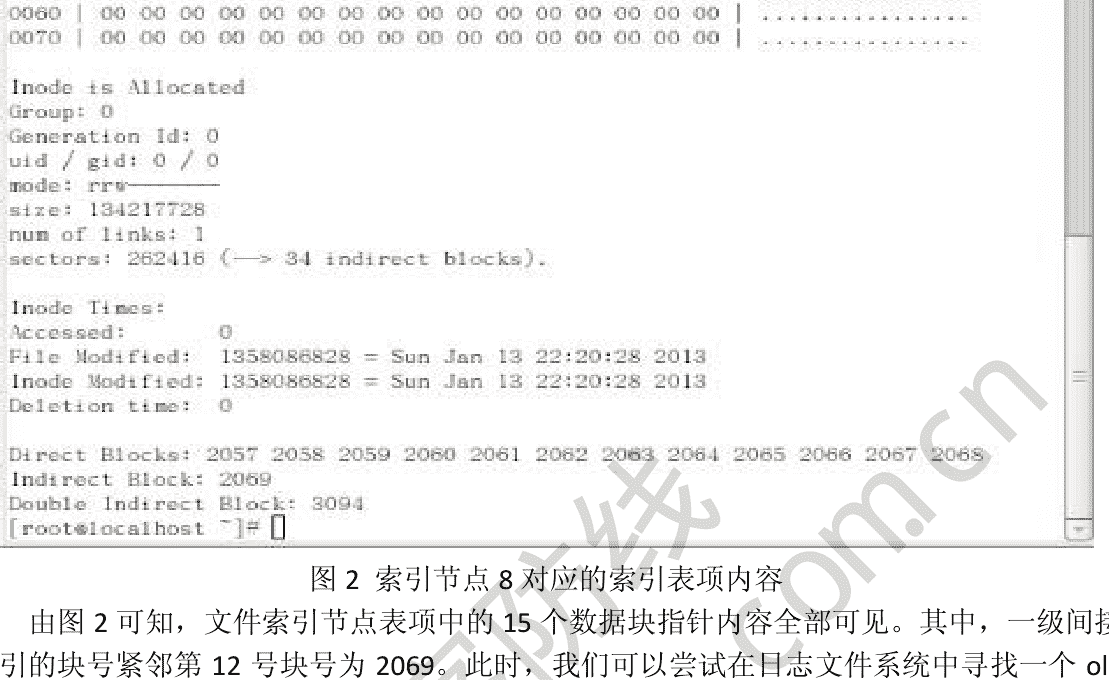 0060 | 00 00 00 00 00 00 00 00 00 00 00 00 00 00 00 00 | ................
0070 | 00 00 00 00 00 00 00 00 00 00 00 00 00 00 00 00 | ................
Inode is Allocated
Group: 0
Generation Id: 0
uid / gid: 0 / 0
mode: rrw-------
size: 134217728
num of links: 1
sectors: 262416 (--> 34 indirect blocks).
Inode Times:
Accessed: 0
File Modified: 1358086828 = Sun Jan 13 22:20:28 2013
Inode Modified: 1358086828 = Sun Jan 13 22:20:28 2013
Deletion time: 0
Direct Blocks: 2057 2058 2059 2060 2061 2062 2063 2064 2065 2066 2067 2068
Indirect Block: 2069
Double Indirect Block: 3094
[root@localhost ~]#
图 2 索引节点 8 对应的索引表项内容
由图 2 可知，文件索引节点表项中的 15 个数据块指针内容全部可见。其中，一级间接
引的块号紧邻第 12 号块号为 2069。此时，我们可以尝试在日志文件系统中寻找一个 ol
防线
com.cn